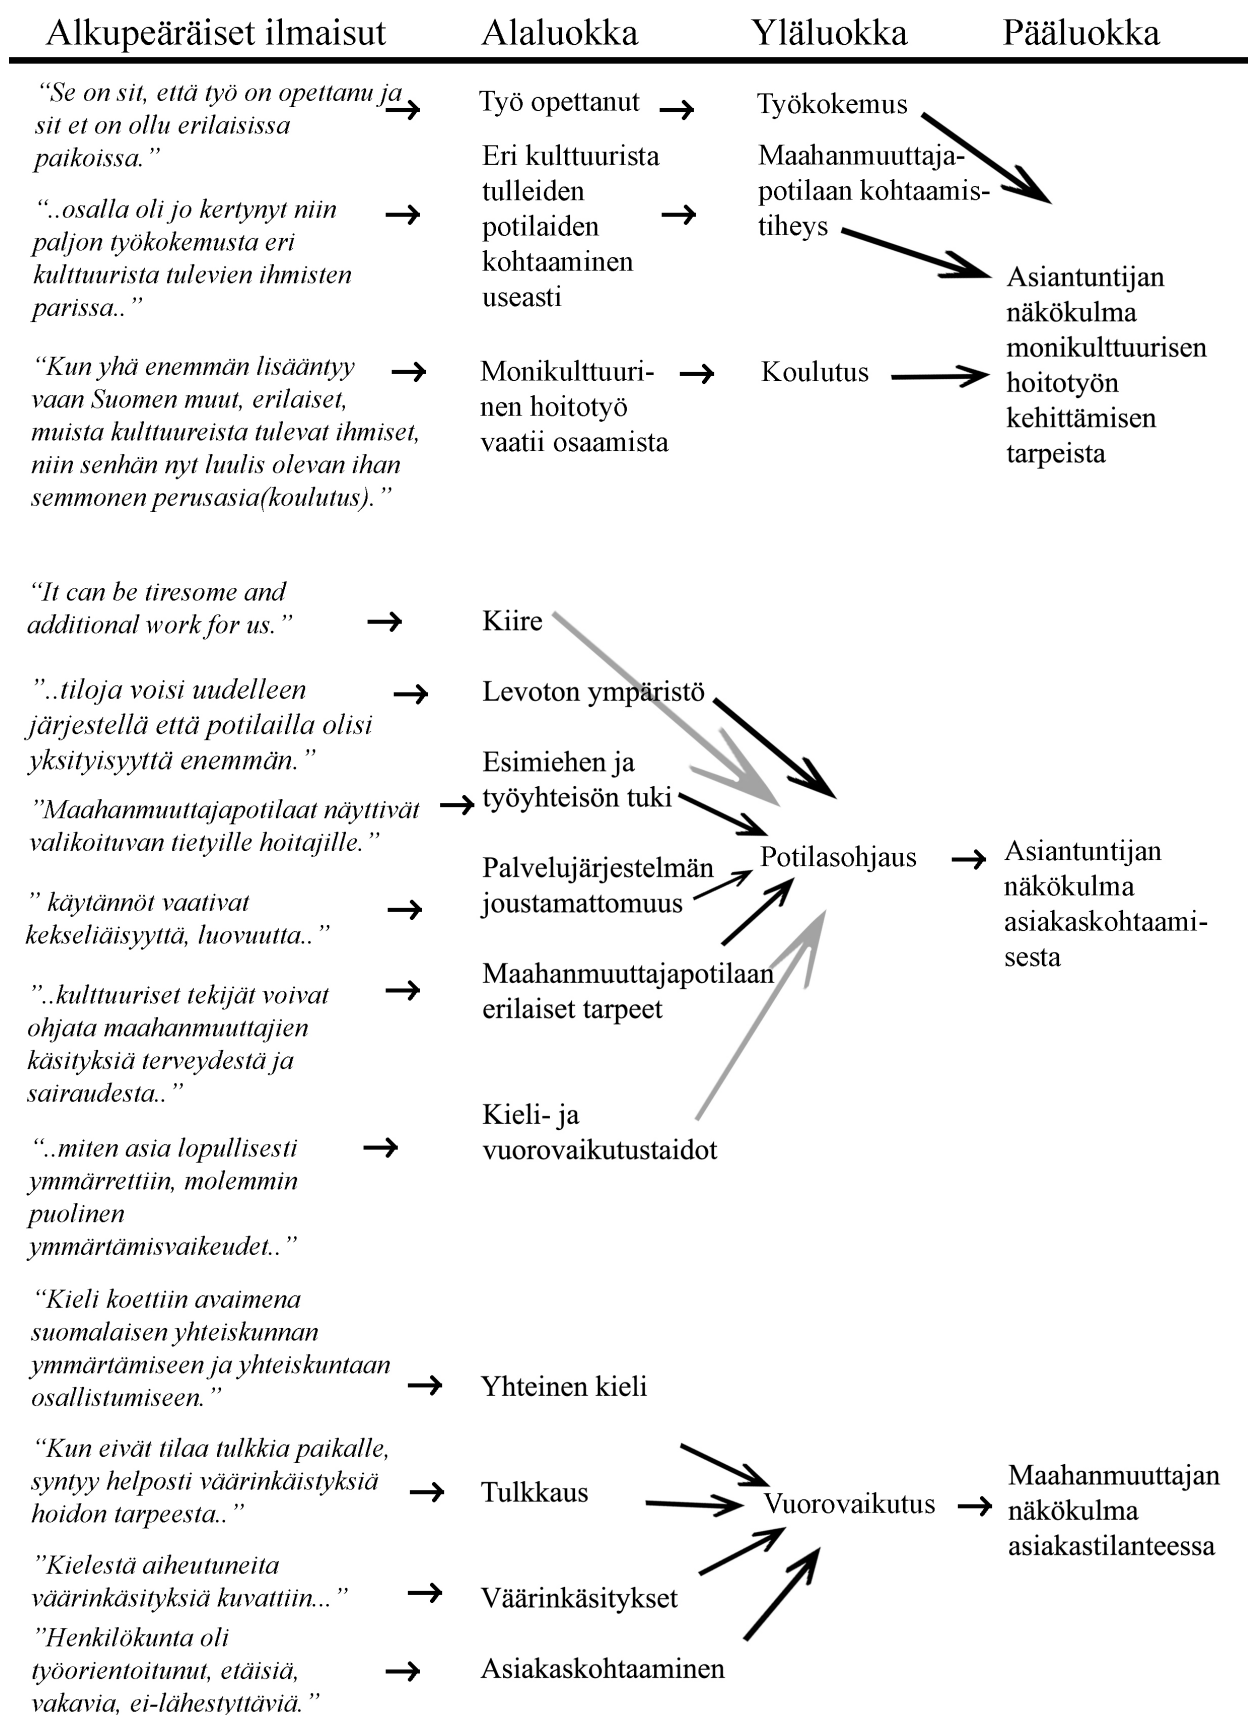 Alkupeäräiset ilmaisut
Alaluokka
Yläluokka
Pääluokka
“Se on sit, että työ on opettanu ja
sit et on ollu erilaisissa
paikoissa.”
Työ opettanut
Työkokemus
“..osalla oli jo kertynyt niin
paljon työkokemusta eri
kulttuurista tulevien ihmisten
parissa..”
Eri kulttuurista
tulleiden
potilaiden
kohtaaminen
useasti
Maahanmuuttaja-
potilaan kohtaamis-
tiheys
“Kun yhä enemmän lisääntyy
vaan Suomen muut, erilaiset,
muista kulttuureista tulevat ihmiset,
niin senhän nyt luulis olevan ihan
semmonen perusasia(koulutus).”
Monikulttuuri-
nen hoitotyö
vaatii osaamista
Koulutus
Asiantuntijan
näkökulma
monikulttuurisen
hoitotyön
kehittämisen
tarpeista
“It can be tiresome and
additional work for us.”
Kiire
”..tiloja voisi uudelleen
järjestellä että potilailla olisi
yksityisyyttä enemmän.”
Levoton ympäristö
”Maahanmuuttajapotilaat näyttivät
valikoituvan tietyille hoitajille.”
Esimiehen ja
työyhteisön tuki
” käytännöt vaativat
kekseliäisyyttä, luovuutta..”
Palvelujärjestelmän
joustamattomuus
”..kulttuuriset tekijät voivat
ohjata maahanmuuttajien
käsityksiä terveydestä ja
sairaudesta..”
Maahanmuuttajapotilaan
erilaiset tarpeet
“..miten asia lopullisesti
ymmärrettiin, molemmin
puolinen
ymmärtämisvaikeudet..”
Kieli- ja
vuorovaikutustaidot
Potilasohjaus
Asiantuntijan
näkökulma
asiakaskohtaami-
sesta
“Kieli koettiin avaimena
suomalaisen yhteiskunnan
ymmärtämiseen ja yhteiskuntaan
osallistumiseen.”
Yhteinen kieli
“Kun eivät tilaa tulkkia paikalle,
syntyy helposti väärinkäistyksiä
hoidon tarpeesta..”
Tulkkaus
”Kielestä aiheutuneita
väärinkäsityksiä kuvattiin...”
Väärinkäsitykset
”Henkilökunta oli
työorientoitunut, etäisiä,
vakavia, ei-lähestyttäviä.”
Asiakaskohtaaminen
Vuorovaikutus
Maahanmuuttajan
näkökulma
asiakastilanteessa